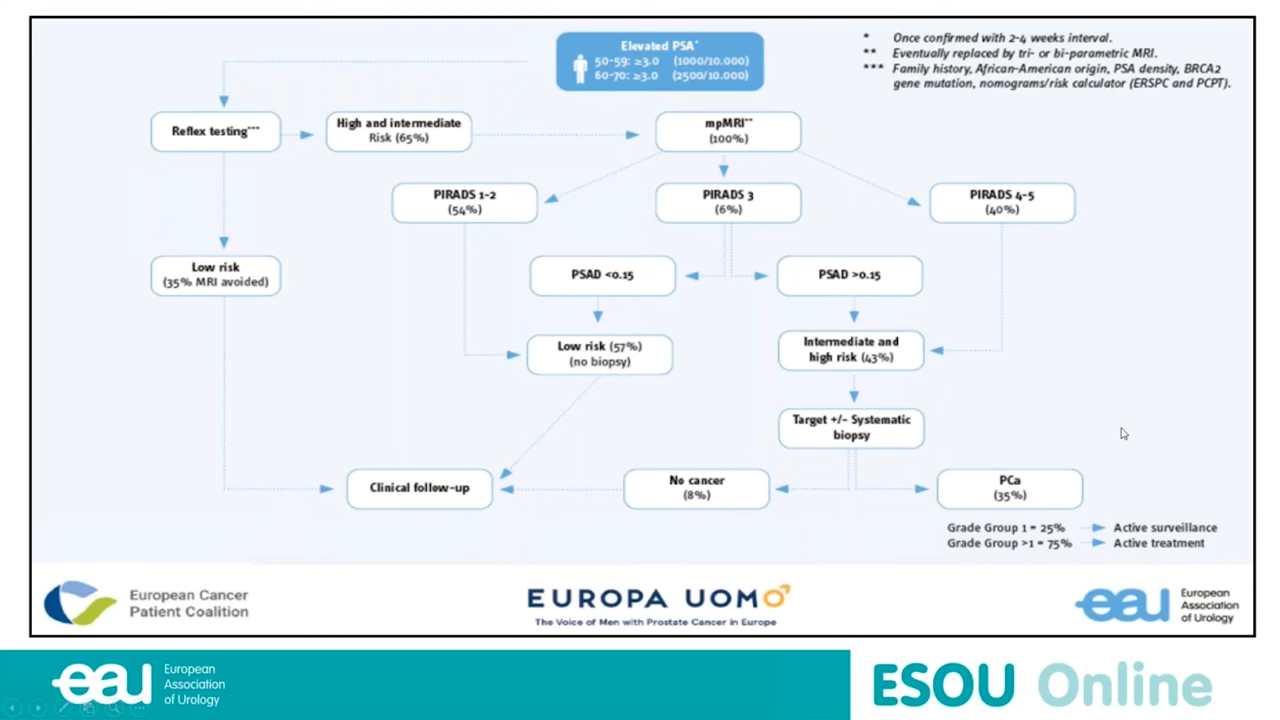 Elevated PSA*
50-59: ≥3.0 (1000/10.000)
60-70: ≥3.0 (2500/10.000)
* Once confirmed with 2-4 weeks interval.
** Eventually replaced by tri- or bi-parametric MRI.
*** Family history, African-American origin, PSA density, BRCA2
gene mutation, nomograms/risk calculator (ERSPC and PCPT).
Reflex testing***
High and intermediate
Risk (65%)
mpMRI**
(100%)
PIRADS 1-2
(54%)
PIRADS 3
(6%)
PIRADS 4-5
(40%)
Low risk
(35% MRI avoided)
PSAD <0.15
PSAD >0.15
Low risk (57%)
(no biopsy)
Intermediate and
high risk (43%)
Target +/- Systematic
biopsy
Clinical follow-up
No cancer
(8%)
PCa
(35%)
Grade Group 1 = 25% Active surveillance
Grade Group >1 = 75% Active treatment
European Cancer
Patient Coalition
EUROPA UOMO
The Voice of Men with Prostate Cancer in Europe
eau
European
Association
of Urology
eau
European
Association
of Urology
ESOU Online